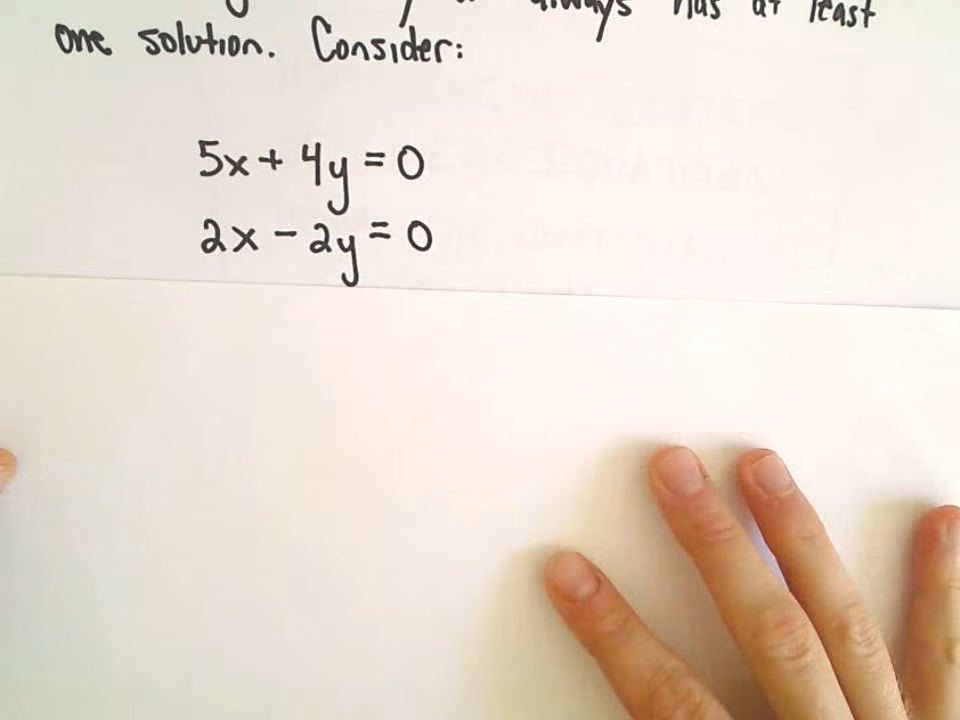 always has at least
one solution. Consider:
5x + 4y = 0
2x - 2y = 0